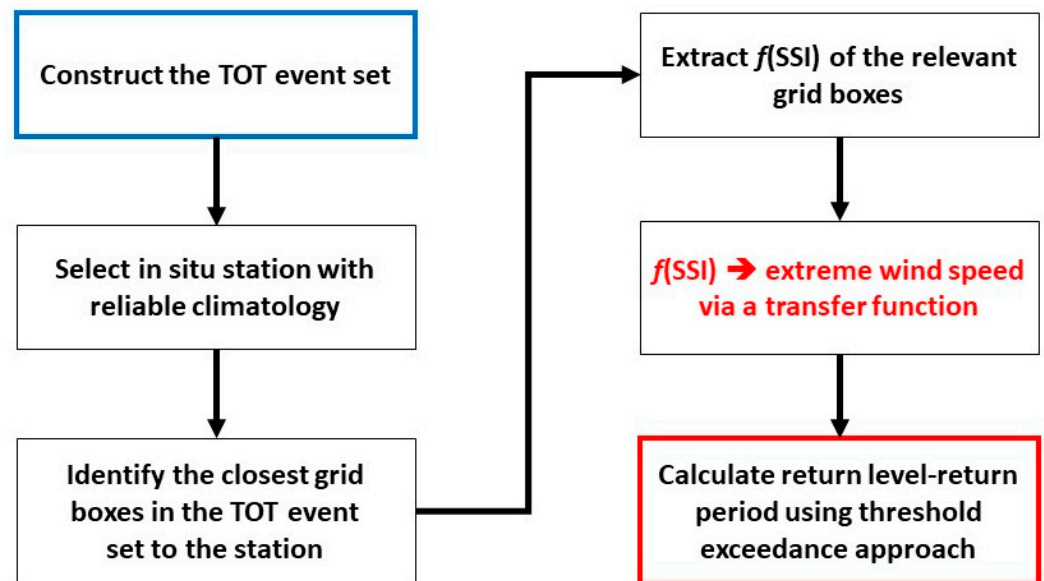 Construct the TOT event set
Select in situ station with
reliable climatology
Identify the closest grid
boxes in the TOT event
set to the station
Extract f(SSI) of the relevant
grid boxes
f(SSI) ➔ extreme wind speed
via a transfer function
Calculate return level-return
period using threshold
exceedance approach